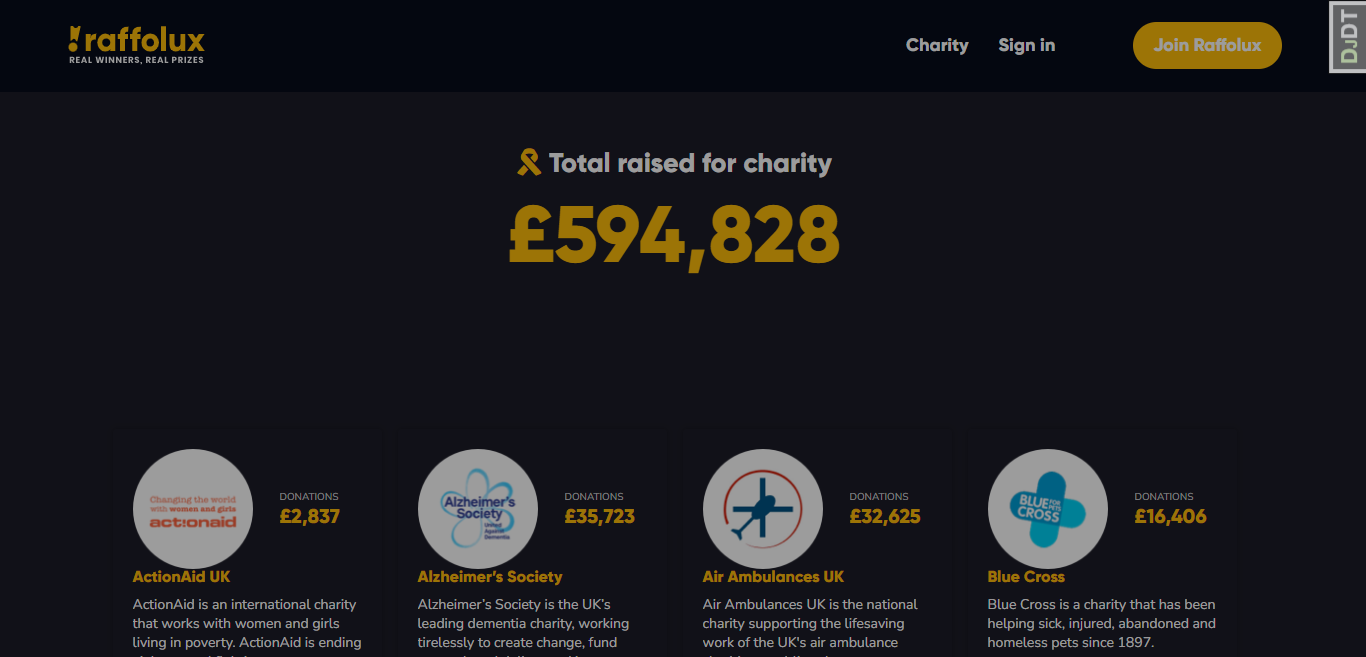 raffolux
REAL WINNERS, REAL PRIZES
Charity
Sign in
Join Raffolux
DJDT
Total raised for charity
£594,828
Changing the world
with women and girls
act!onaid
DONATIONS
£2,837
ActionAid UK
ActionAid is an international charity
that works with women and girls
living in poverty. ActionAid is ending
Alzheimer's
Society
United
Against
Dementia
DONATIONS
£35,723
Alzheimer’s Society
Alzheimer’s Society is the UK’s
leading dementia charity, working
tirelessly to create change, fund
DONATIONS
£32,625
Air Ambulances UK
Air Ambulances UK is the national
charity supporting the lifesaving
work of the UK's air ambulance
BLUE FOR PETS
CROSS
DONATIONS
£16,406
Blue Cross
Blue Cross is a charity that has been
helping sick, injured, abandoned and
homeless pets since 1897.